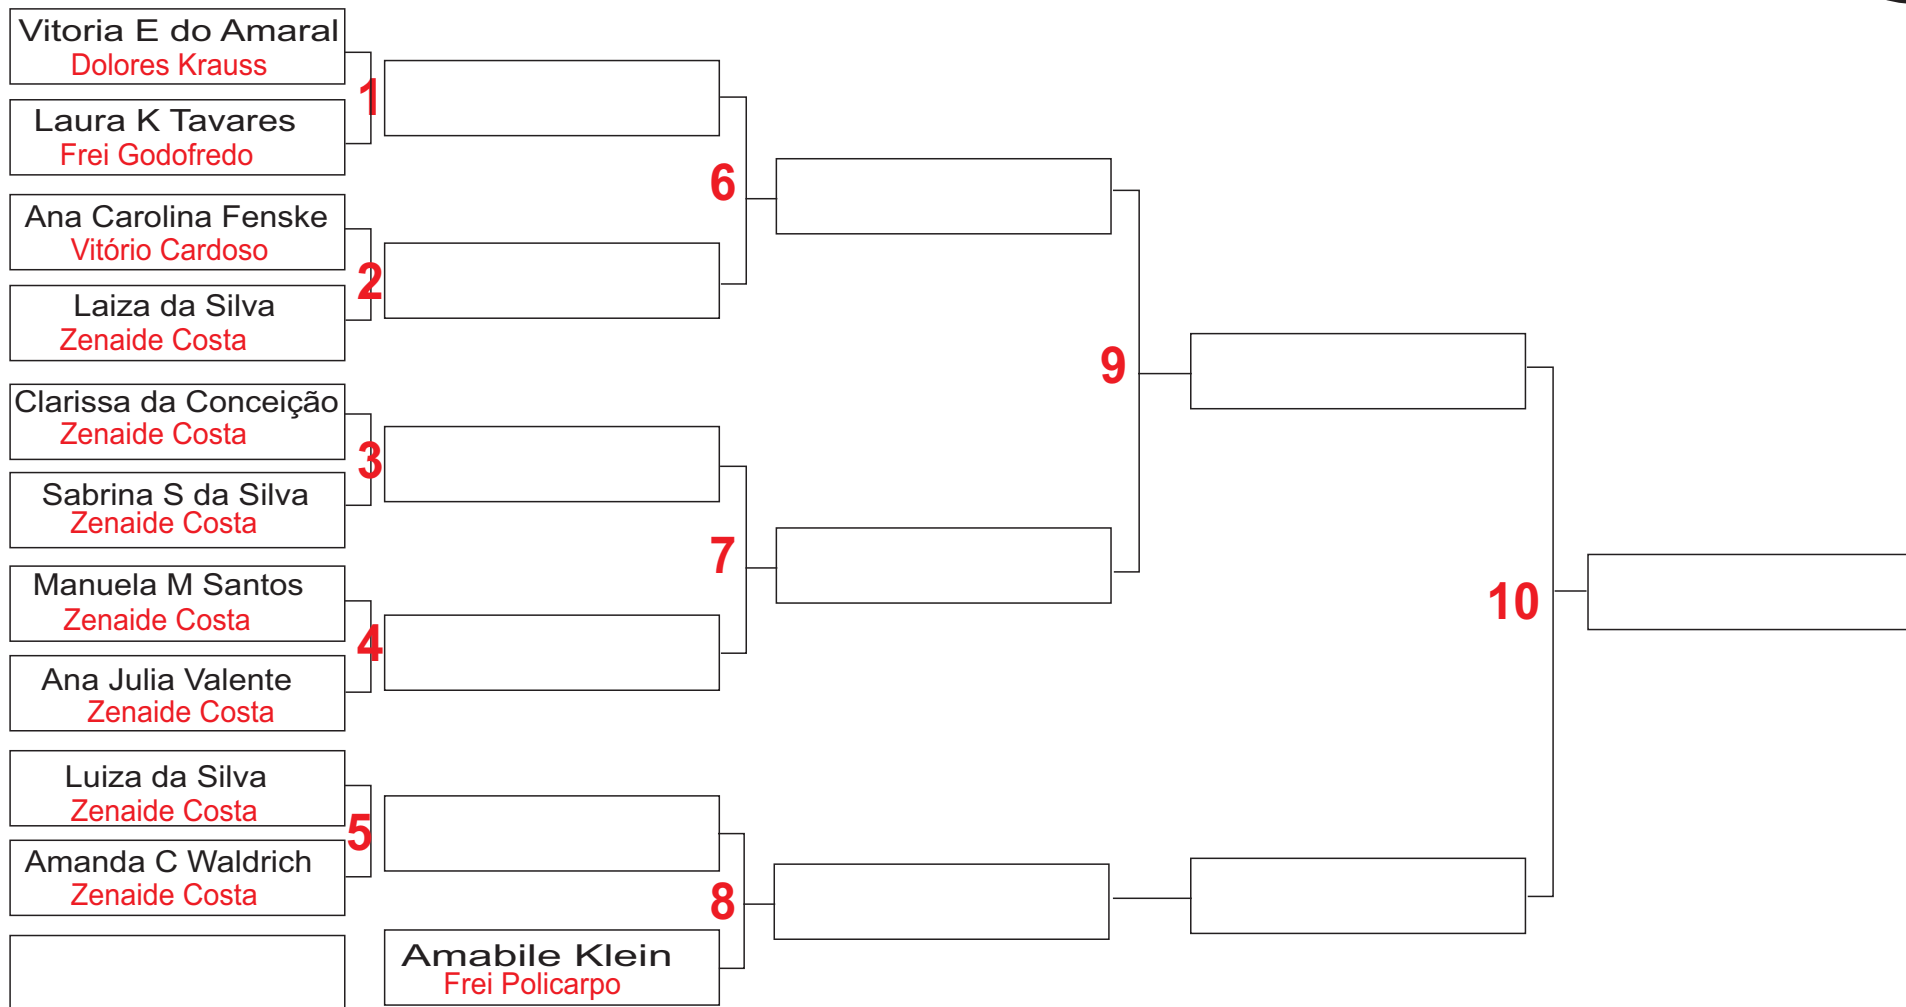 Vitoria E do Amaral
Dolores Krauss
1
Laura K Tavares
Frei Godofredo
6
Ana Carolina Fenske
Vitório Cardoso
2
Laiza da Silva
Zenaide Costa
9
Clarissa da Conceição
Zenaide Costa
3
Sabrina S da Silva
Zenaide Costa
7
Manuela M Santos
Zenaide Costa
10
4
Ana Julia Valente
Zenaide Costa
Luiza da Silva
Zenaide Costa
5
Amanda C Waldrich
Zenaide Costa
8
Amabile Klein
Frei Policarpo